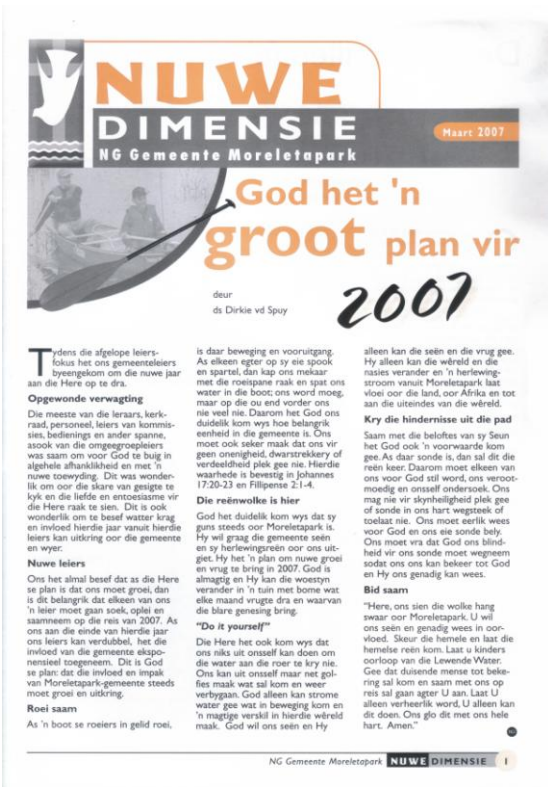 NUWE
DIMENSIE
NG Gemeente Moreletapark
Maart 2007
God het 'n
groot plan vir
2007
deur
ds Dirkie vd Spuy
Tydens die afgelope leiers-
fokus het ons gemeenteleiers
byeengekom om die nuwe jaar
aan die Here op te dra.
Opgewonde verwagting
Die meeste van die leraars, kerk-
raad, personeel, leiers van kommis-
sies, bedienings en ander spanne,
asook van die omgeegroepleiers
was saam om voor God te buig in
algehele afhanklikheid en met 'n
nuwe toewyding. Dit was wonder-
lik om oor die skare van gesigte te
kyk en die liefde en entoesiasme vir
die Here raak te sien. Dit is ook
wonderlik om te besef watter krag
en invloed hierdie jaar vanuit hierdie
leiers kan uitkring oor die gemeente
en wyer.
Nuwe leiers
Ons het almal besef dat as die Here
se plan is dat ons moet groei, dan
is dit belangrik dat elkeen van ons
'n leier moet gaan soek, oplei en
saamneem op die reis van 2007. As
ons aan die einde van hierdie jaar
ons leiers kan verdubbel, het die
invloed van die gemeente ekspo-
nensieel toegeneem. Dit is God
se plan: dat die invloed en impak
van Moreletapark-gemeente steeds
moet groei en uitkring.
Roei saam
As 'n boot se roeiers in gelid roei,
is daar beweging en vooruitgang.
As elkeen egter op sy eie spook
en spartel, dan kap ons mekaar
met die roeispane raak en spat ons
water in die boot; ons word moeg,
maar op die ou end vorder ons
nie veel nie. Daarom het God ons
duidelik kom wys hoe belangrik
eenheid in die gemeente is. Ons
moet ook seker maak dat ons vir
geen onenigheid, dwarstrekkery of
verdeeldheid plek gee nie. Hierdie
waarheid is bevestig in Johannes
17:20-23 en Fillipense 2:1-4.
Die reënwolke is hier
God het duidelik kom wys dat sy
guns steeds oor Moreletapark is.
Hy wil graag die gemeente seën
en sy herlewingsreën oor ons uit-
giet. Hy het 'n plan om nuwe groei
en vrug te bring in 2007. God is
almagtig en Hy kan die woestyn
verander in 'n tuin met bome wat
elke maand vrugte dra en waarvan
die blare genesing bring.
"Do it yourself"
Die Here het ook kom wys dat
ons niks uit onsself kan doen om
die water aan die roer te kry nie.
Ons kan uit onsself maar net gol-
fies maak wat sal kom en weer
verbygaan. God alleen kan strome
water gee wat in beweging kom en
'n magtige verskil in hierdie wêreld
maak. God wil ons seën en Hy
alleen kan die seën en die vrug gee.
Hy alleen kan die wêreld en die
nasies verander en 'n herlewing-
stroom vanuit Moreletapark laat
vloei oor die land, oor Afrika en tot
aan die uiteindes van die wêreld.
Kry die hindernisse uit die pad
Saam met die beloftes van sy Seun
het God ook 'n voorwaarde kom
gee. As daar sonde is, dan sal dit die
reën keer. Daarom moet elkeen van
ons voor God stil word, ons veroot-
moedig en onsself ondersoek. Ons
mag nie vir skynheiligheid plek gee
of sonde in ons hart wegsteek of
toelaat nie. Ons moet eerlik wees
voor God en ons eie sonde bely.
Ons moet vra dat God ons blind-
heid vir ons sonde moet wegneem
sodat ons ons kan bekeer tot God
en Hy ons genadig kan wees.
Bid saam
"Here, ons sien die wolke hang
swaar oor Moreletapark. U wil
ons seën en genadig wees in oor-
vloed. Skeur die hemele en laat die
hemelse reën kom. Laat u kinders
oorloop van die Lewende Water.
Gee dat duisende mense tot beke-
ring sal kom en saam met ons op
reis sal gaan agter U aan. Laat U
alleen verheerlik word, U alleen kan
dit doen. Ons glo dit met ons hele
hart. Amen."
NG Gemeente Moreletapark NUWE DIMENSIE 1